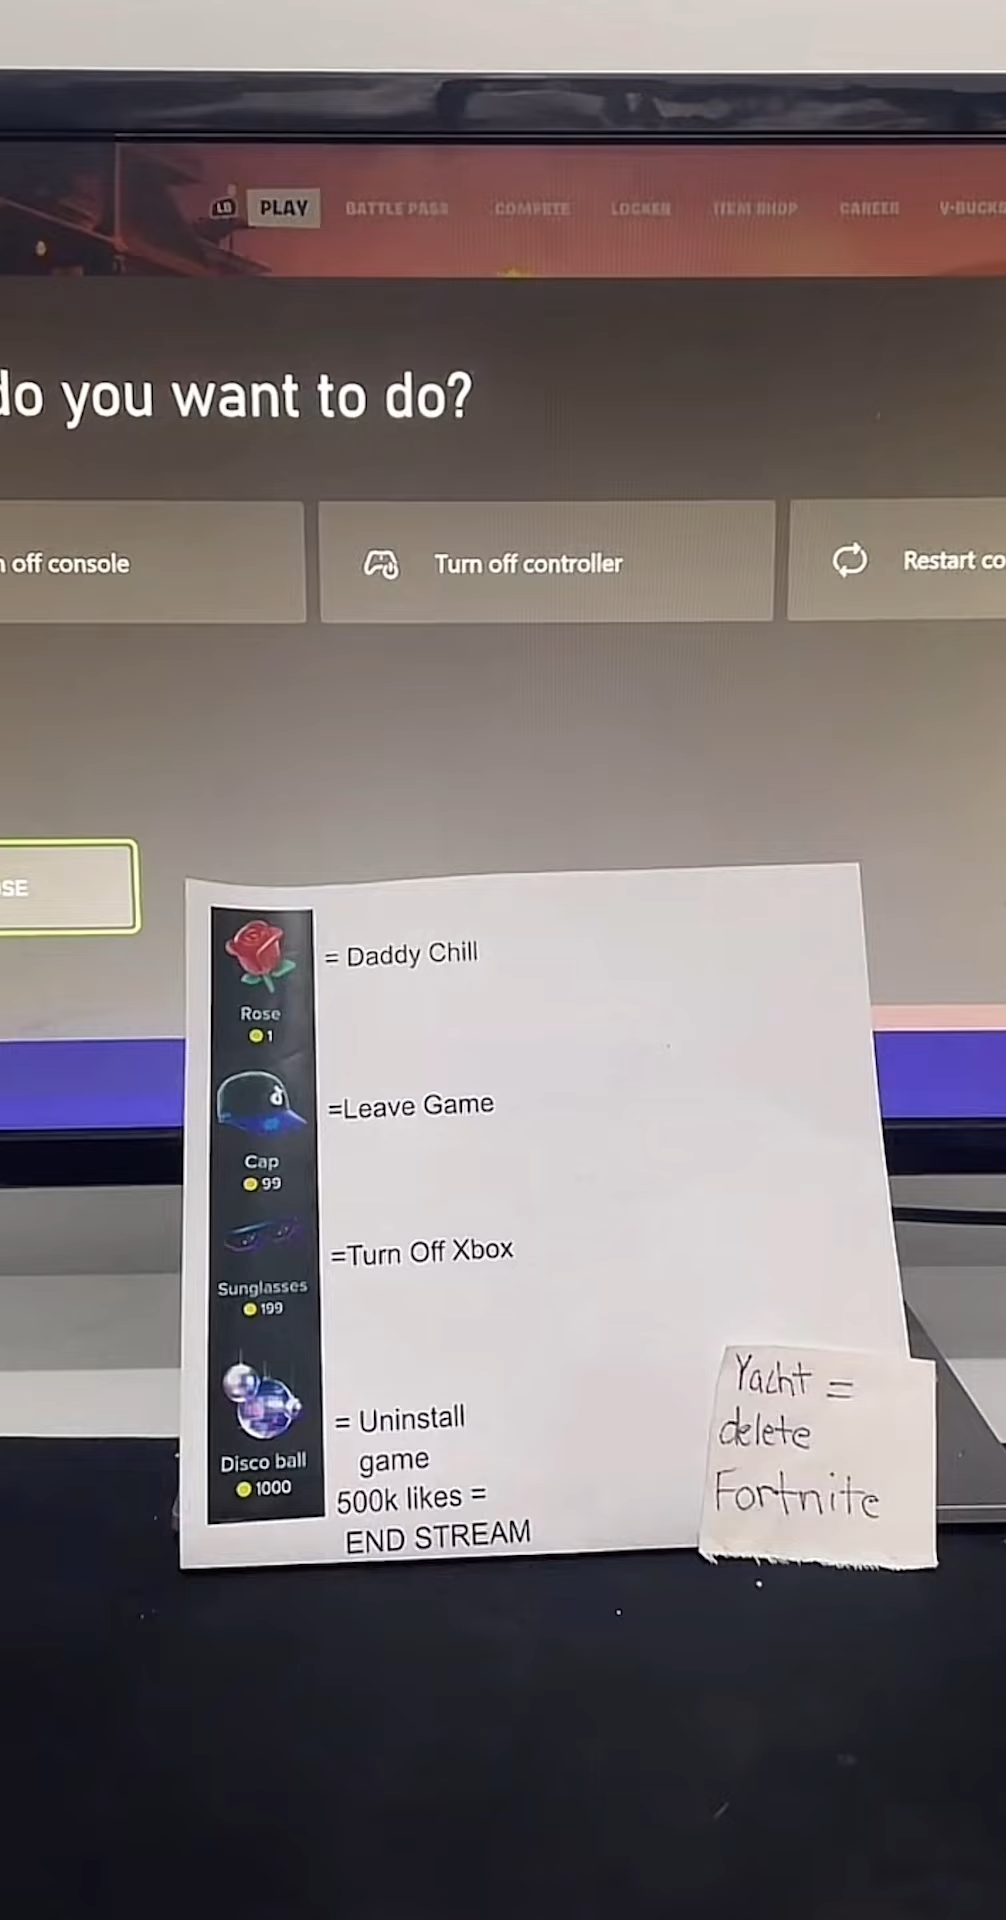 LB PLAY BATTLE PASS COMPETE LOCKER ITEM SHOP CAREER V-BUCKS
do you want to do?
off console
Turn off controller
Restart co
SE
= Daddy Chill
Rose
1
=Leave Game
Cap
99
=Turn Off Xbox
Sunglasses
199
= Uninstall
game
Disco ball
1000
500k likes =
END STREAM
Yacht =
delete
Fortnite